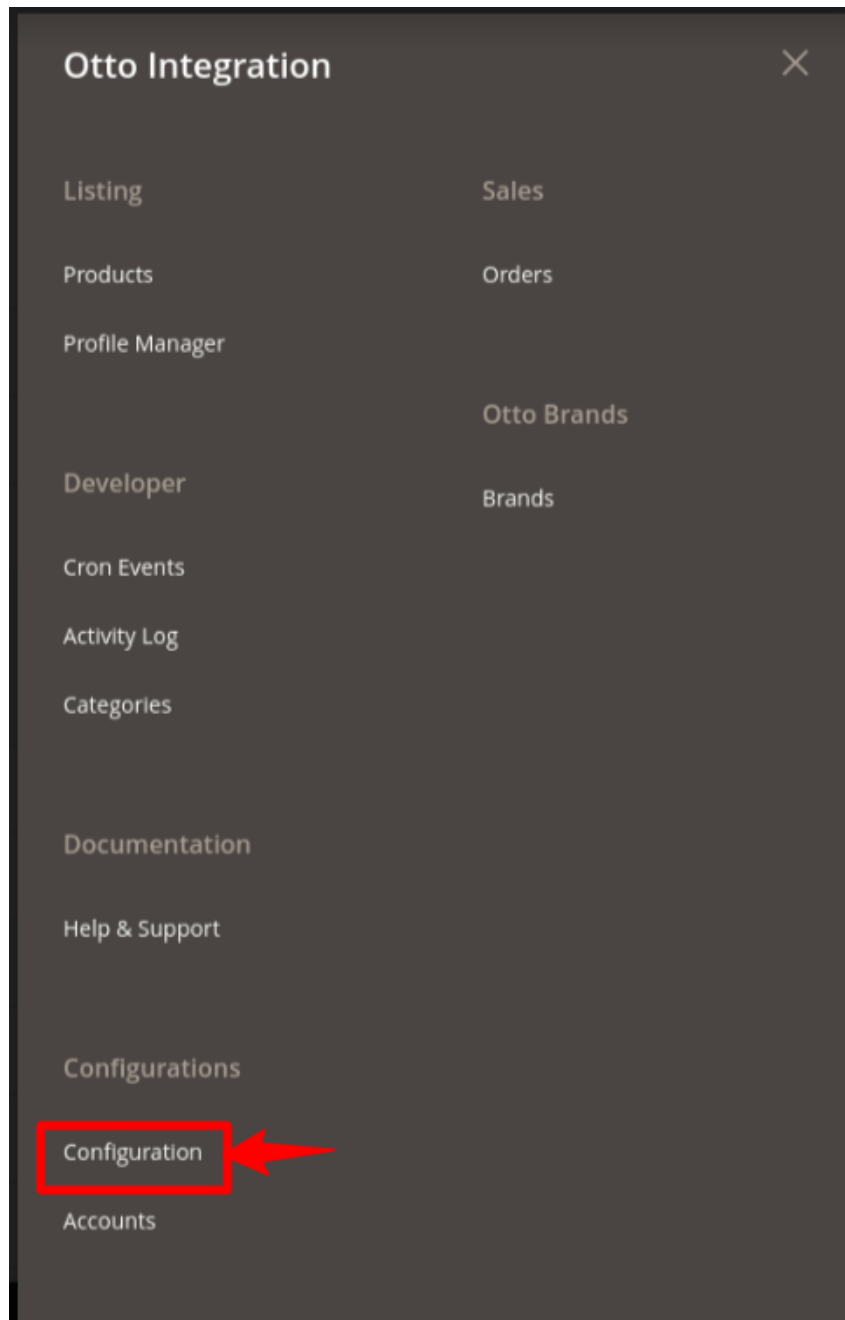 Otto Integration
Listing
Products
Profile Manager
Developer
Cron Events
Activity Log
Categories
Documentation
Help & Support
Configurations
Configuration
Accounts
Sales
Orders
Otto Brands
Brands